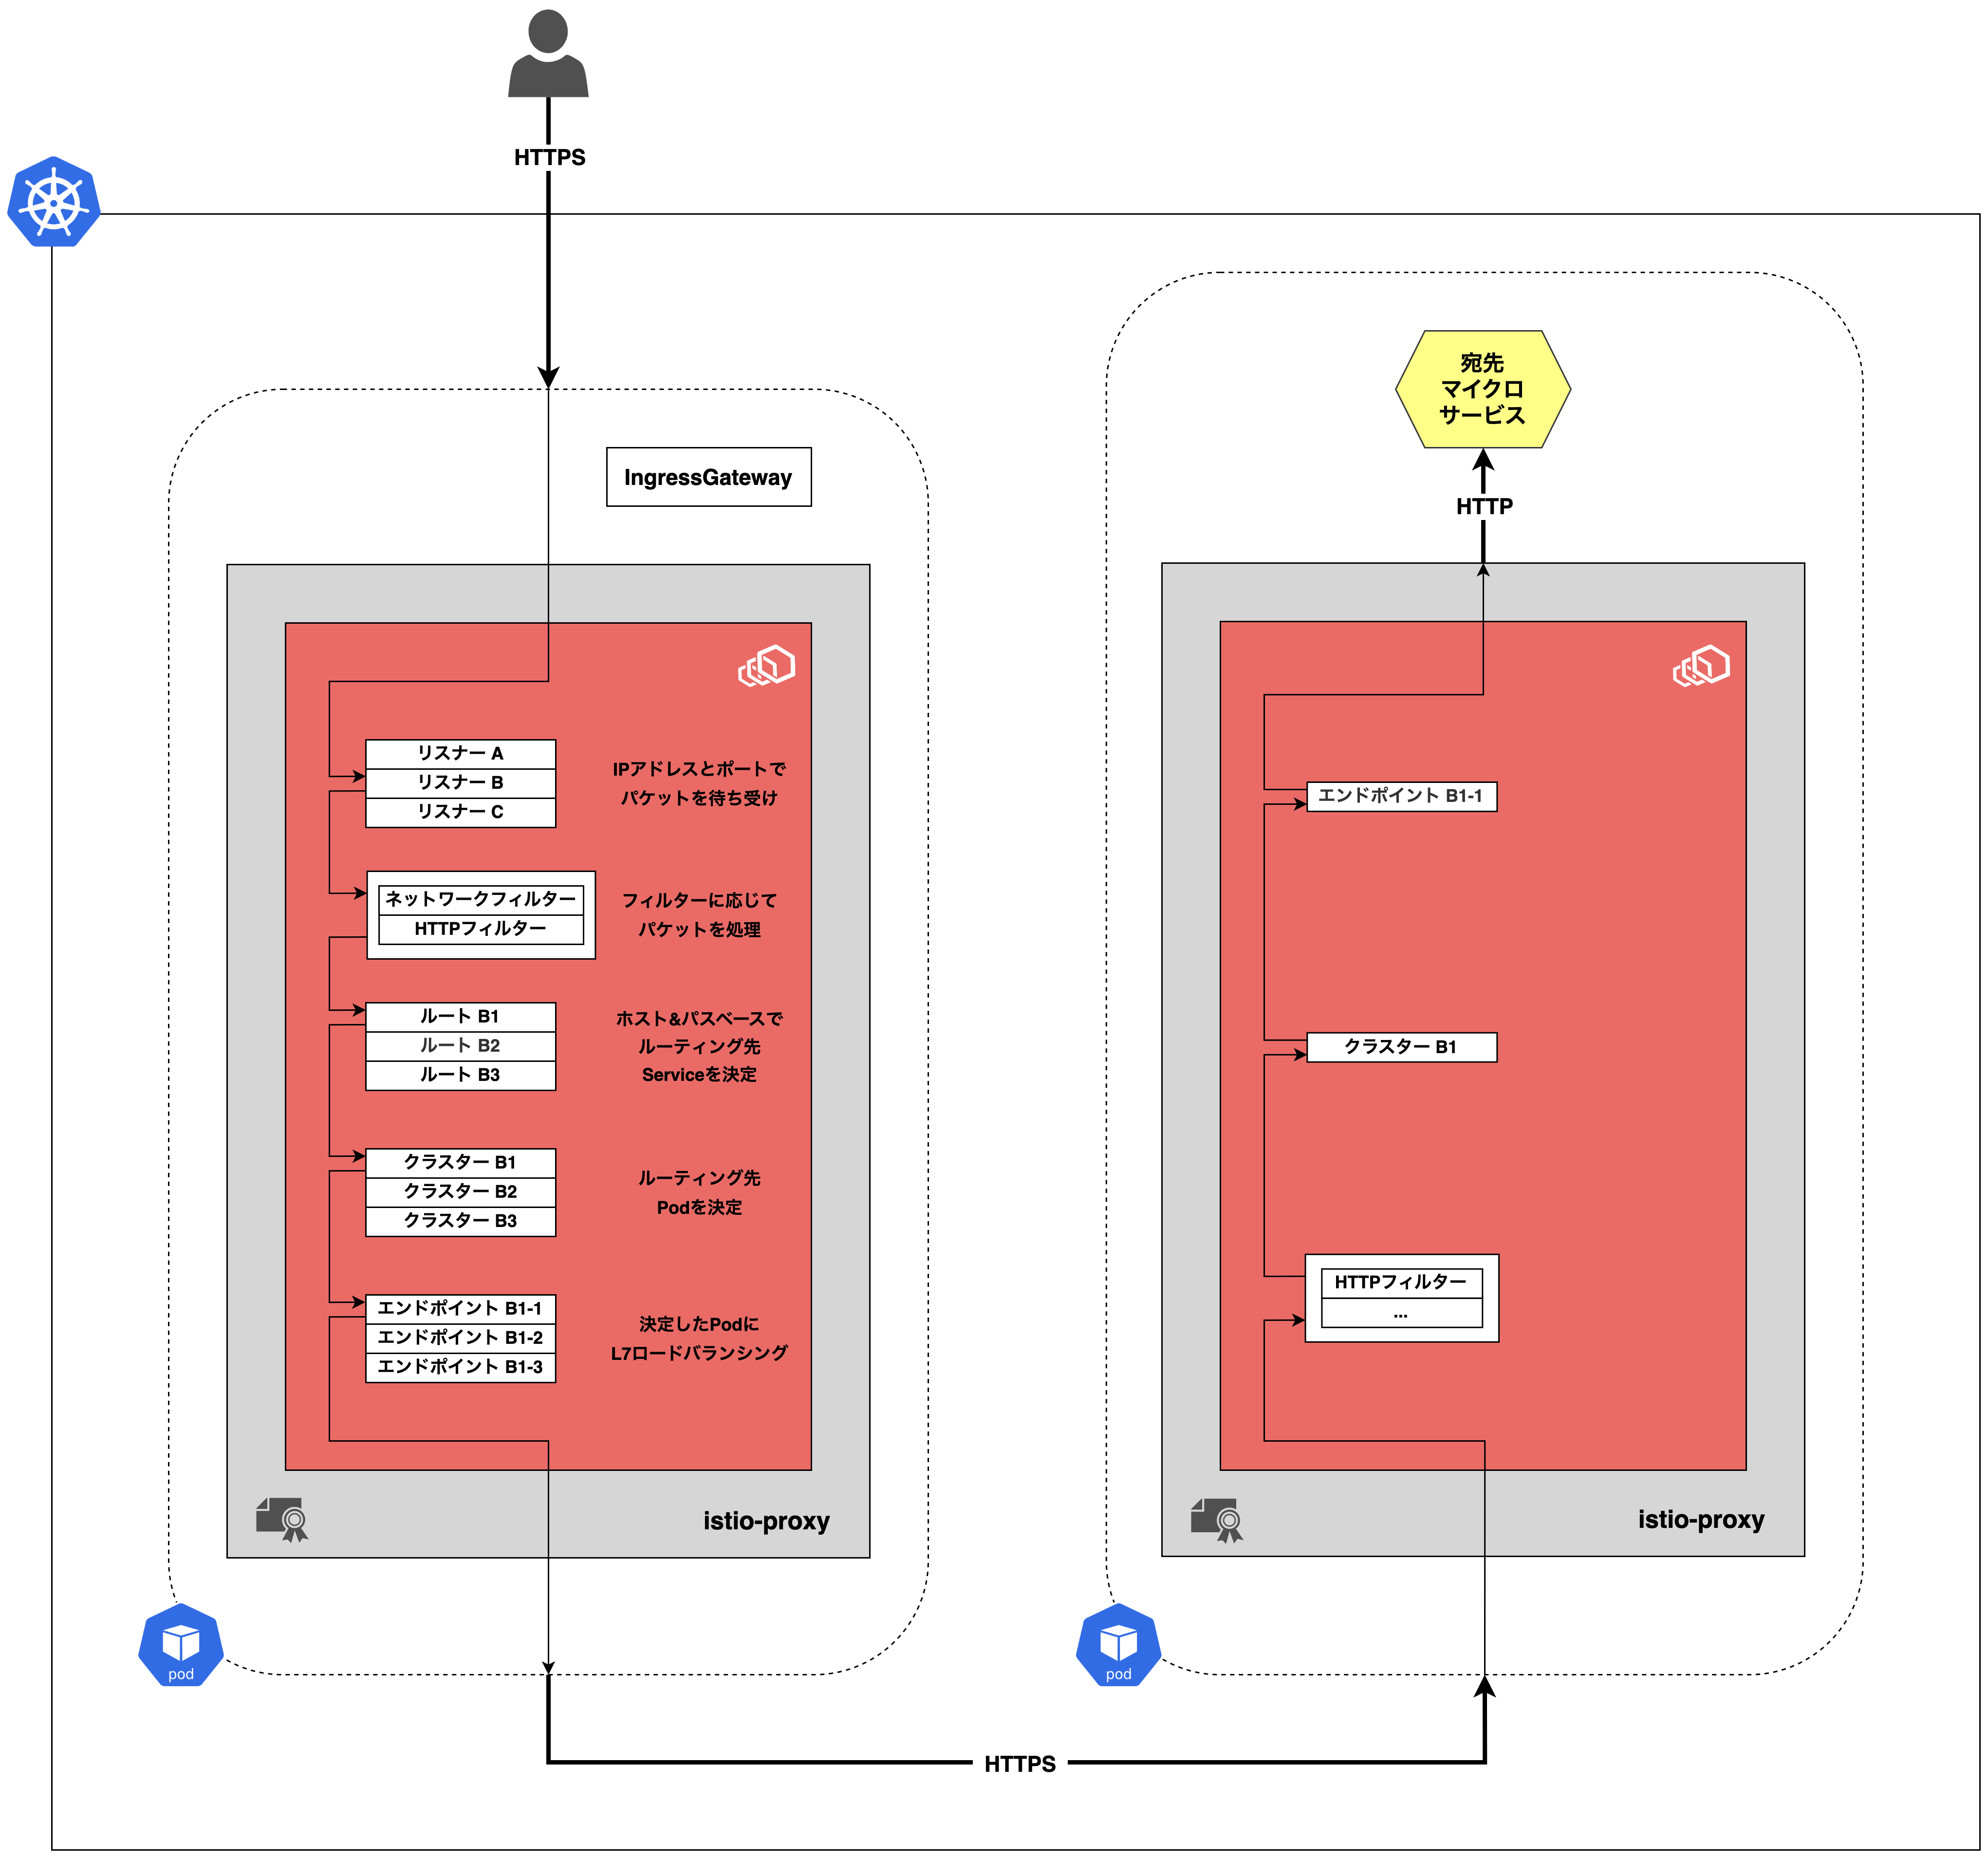 HTTPS
IngressGateway
リスナー A
リスナー B
リスナー C
IPアドレスとポートで
パケットを待ち受け
ネットワークフィルター
HTTPフィルター
フィルターに応じて
パケットを処理
ルート B1
ルート B2
ルート B3
ホスト&パスベースで
ルーティング先
Serviceを決定
クラスター B1
クラスター B2
クラスター B3
ルーティング先
Podを決定
エンドポイント B1-1
エンドポイント B1-2
エンドポイント B1-3
決定したPodに
L7ロードバランシング
istio-proxy
pod
HTTPS
宛先
マイクロ
サービス
HTTP
エンドポイント B1-1
クラスター B1
HTTPフィルター
...
istio-proxy
pod